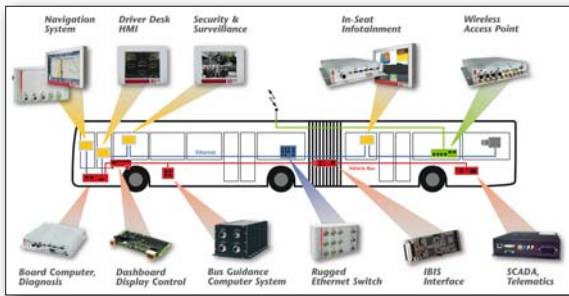 Navigation
System
Driver Desk
HMI
Security &
Surveillance
In-Seat
Infotainment
Wireless
Access Point
Ethernet
Vehicle Bus
Board Computer,
Diagnosis
Dashboard
Display Control
Bus Guidance
Computer System
Rugged
Ethernet Switch
IBIS
Interface
SCADA,
Telematics